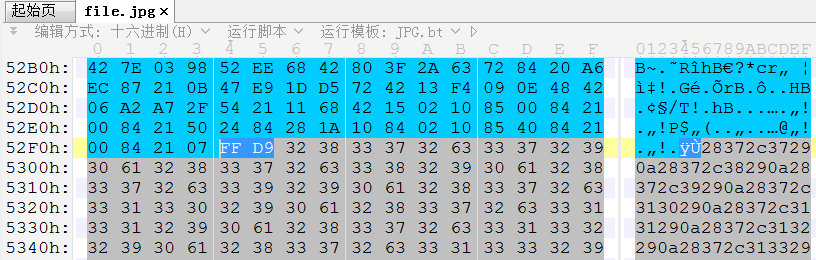 起始页 file.jpg ×
编辑方式: 十六进制(H) 运行脚本 运行模板: JPG.bt
0 1 2 3 4 5 6 7 8 9 A B C D E F 0123456789ABCDEF
52B0h: 42 7E 03 98 52 EE 68 42 80 3F 2A 63 72 84 20 A6 B~.˜RîhB€?*cr„ ¦
52C0h: EC 87 21 0B 47 E9 1D D5 72 42 13 F4 09 0E 48 42 ì‡!.Gé.ÕrB.ô..HB
52D0h: 06 A2 A7 2F 54 21 11 68 42 15 02 10 85 00 84 21 .¢§/T!.hB...….„!
52E0h: 00 84 21 50 24 84 28 1A 10 84 02 10 85 40 84 21 .„!P$„(..„..…@„!
52F0h: 00 84 21 07 FF D9 32 38 33 37 32 63 33 37 32 39 .„!.ÿÙ28372c3729
5300h: 30 61 32 38 33 37 32 63 33 38 32 39 30 61 32 38 0a28372c38290a28
5310h: 33 37 32 63 33 39 32 39 30 61 32 38 33 37 32 63 372c39290a28372c
5320h: 33 31 33 30 32 39 30 61 32 38 33 37 32 63 33 31 3130290a28372c31
5330h: 33 31 32 39 30 61 32 38 33 37 32 63 33 31 33 32 31290a28372c3132
5340h: 32 39 30 61 32 38 33 37 32 63 33 31 33 33 32 39 290a28372c313329